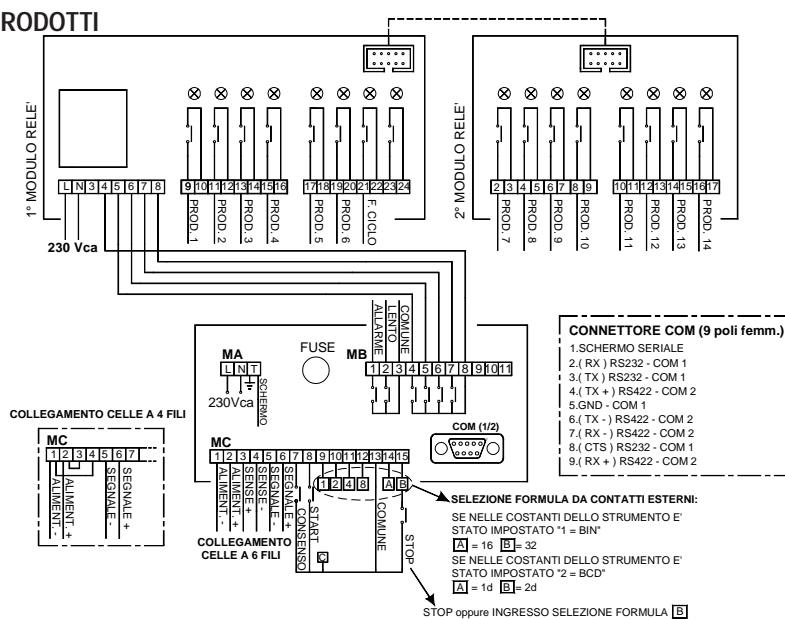 RODOTTI
1° MODULO RELE'
L N 3 4 5 6 7 8
9 10 11 12 13 14 15 16
17 18 19 20 21 22 23 24
230 Vca
PROD. 1
PROD. 2
PROD. 3
PROD. 4
PROD. 5
PROD. 6
F. CICLO
2° MODULO RELE'
2 3 4 5 6 7 8 9
10 11 12 13 14 15 16 17
PROD. 7
PROD. 8
PROD. 9
PROD. 10
PROD. 11
PROD. 12
PROD. 13
PROD. 14
MA
L N T
230Vca
SCHERMO
FUSE
ALLARME
LENTO
COMUNE
MB
1 2 3 4 5 6 7 8 9 10 11
COM (1/2)
CONNETTORE COM (9 poli femm.)
1.SCHERMO SERIALE
2.( RX ) RS232 - COM 1
3.( TX ) RS232 - COM 1
4.( TX + ) RS422 - COM 2
5.GND - COM 1
6.( TX - ) RS422 - COM 2
7.( RX - ) RS422 - COM 2
8.( CTS ) RS232 - COM 1
9.( RX + ) RS422 - COM 2
COLLEGAMENTO CELLE A 4 FILI
MC
1 2 3 4 5 6 7
ALIMENT. -
ALIMENT. +
SEGNALE -
SEGNALE +
MC
1 2 3 4 5 6 7 8 9 10 11 12 13 14 15
ALIMENT. -
ALIMENT. +
SENSE +
SENSE -
SEGNALE -
SEGNALE +
COLLEGAMENTO
CELLE A 6 FILI
CONSENSO
START
C
1 2 4 8
A B
COMUNE
STOP
SELEZIONE FORMULA DA CONTATTI ESTERNI:
SE NELLE COSTANTI DELLO STRUMENTO E'
STATO IMPOSTATO "1 = BIN"
A = 16 B = 32
SE NELLE COSTANTI DELLO STRUMENTO E'
STATO IMPOSTATO "2 = BCD"
A = 1d B = 2d
STOP oppure INGRESSO SELEZIONE FORMULA B